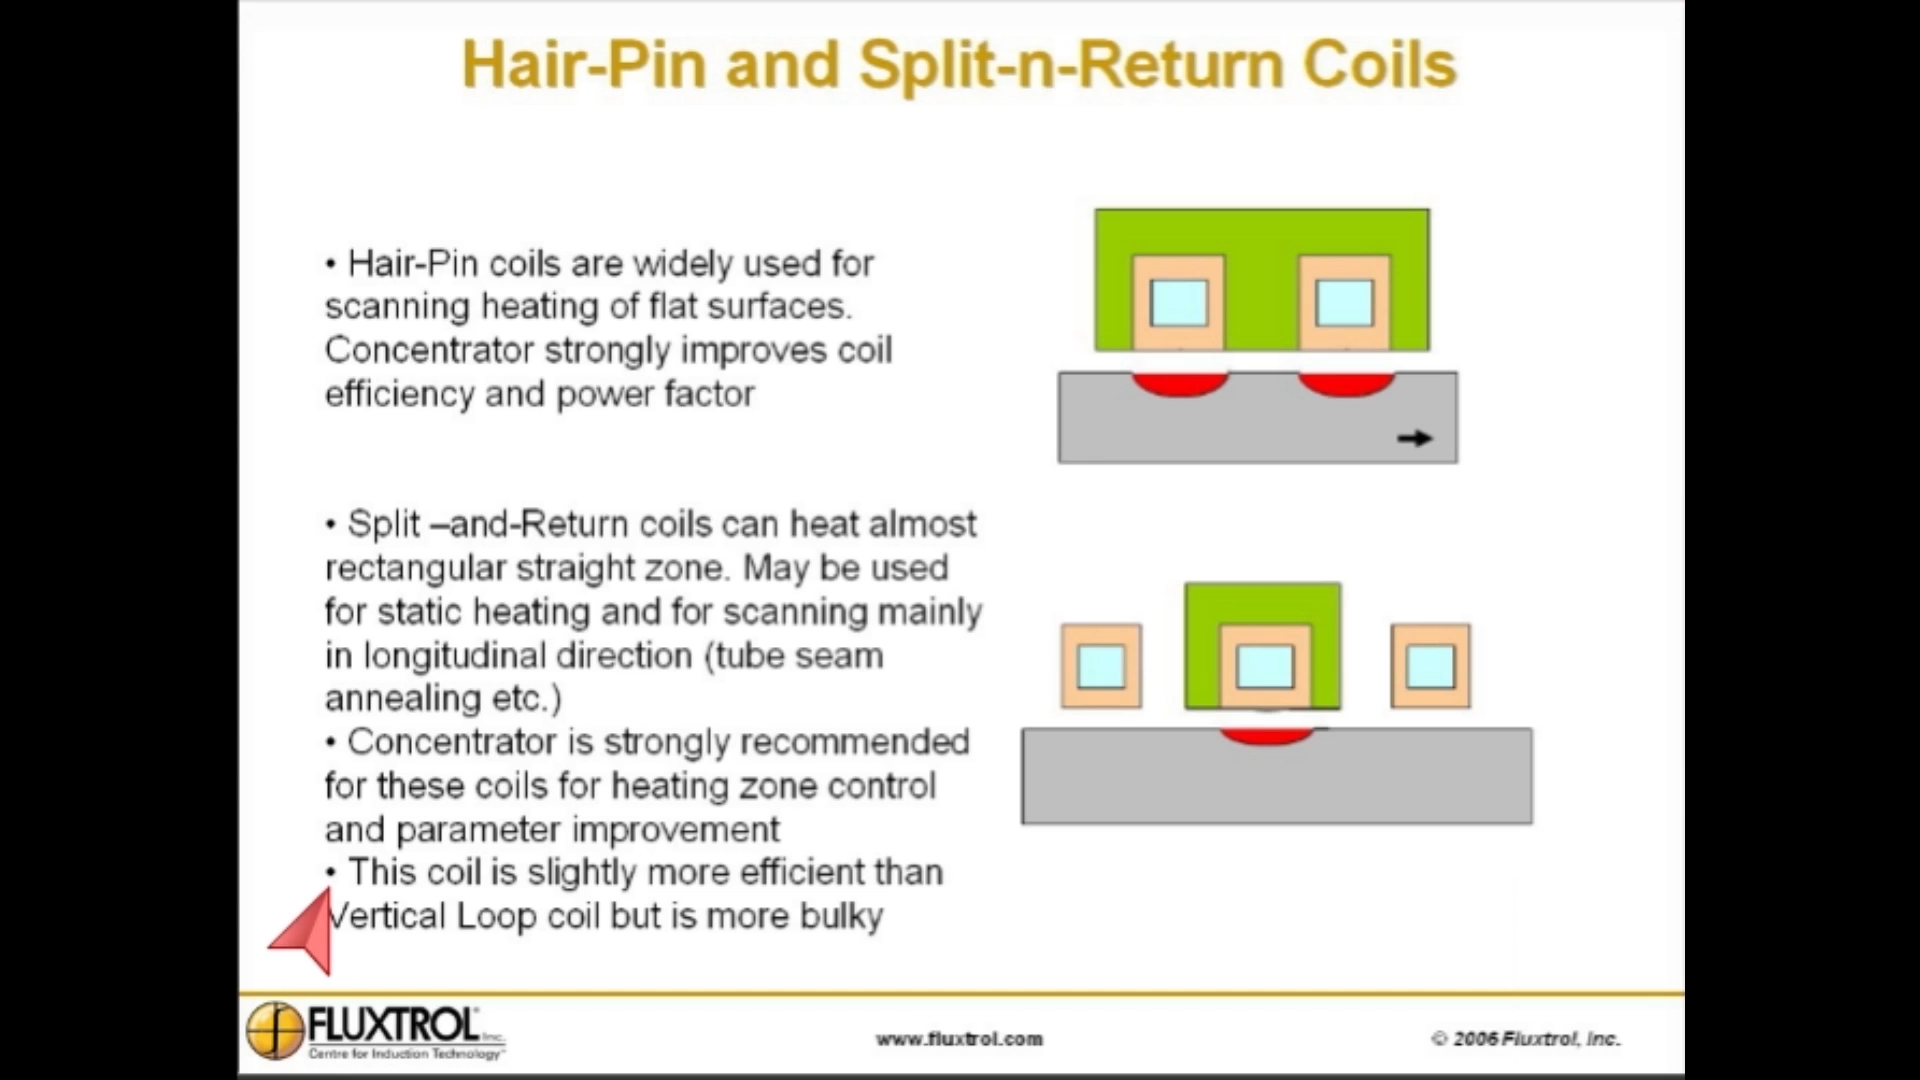 Hair-Pin and Split-n-Return Coils
• Hair-Pin coils are widely used for
scanning heating of flat surfaces.
Concentrator strongly improves coil
efficiency and power factor
• Split –and-Return coils can heat almost
rectangular straight zone. May be used
for static heating and for scanning mainly
in longitudinal direction (tube seam
annealing etc.)
• Concentrator is strongly recommended
for these coils for heating zone control
and parameter improvement
• This coil is slightly more efficient than
Vertical Loop coil but is more bulky
FLUXTROL Inc.
Centre for Induction Technology
www.fluxtrol.com
© 2006 Fluxtrol, Inc.